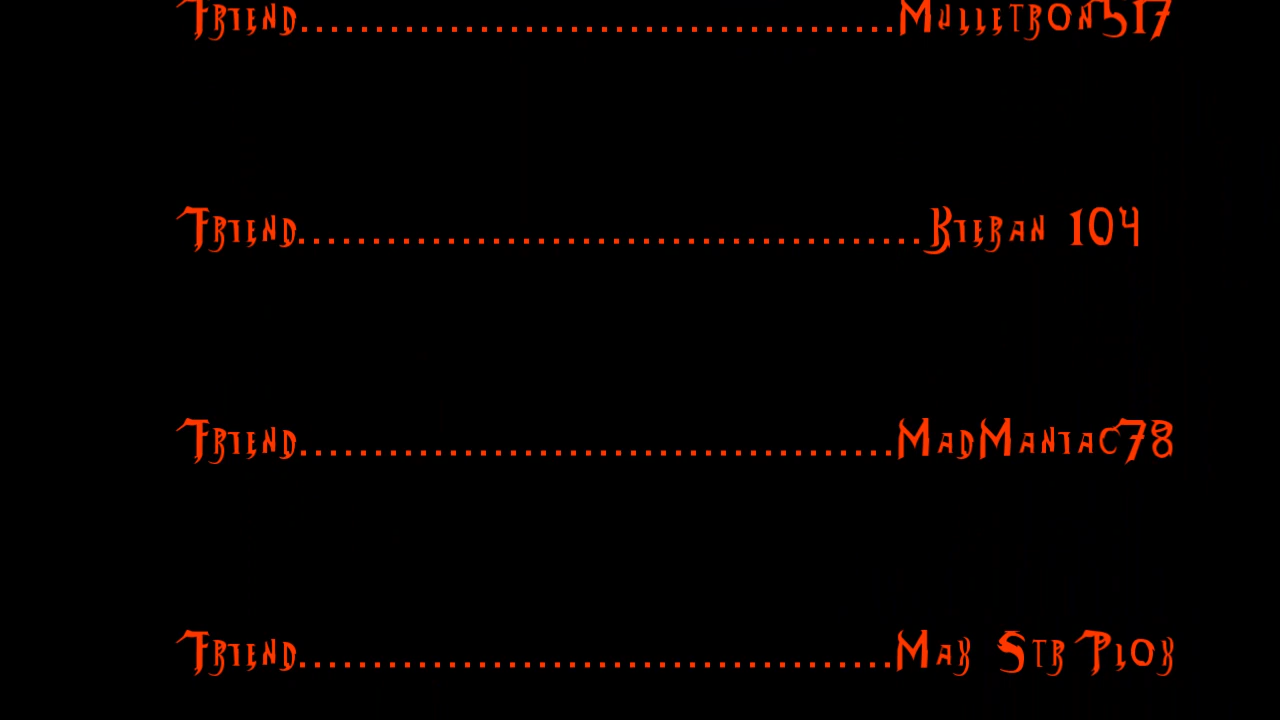 Friend........................................Mulletron517
Friend..........................................Kieran 104
Friend........................................MadManiac78
Friend........................................Max Str Plox